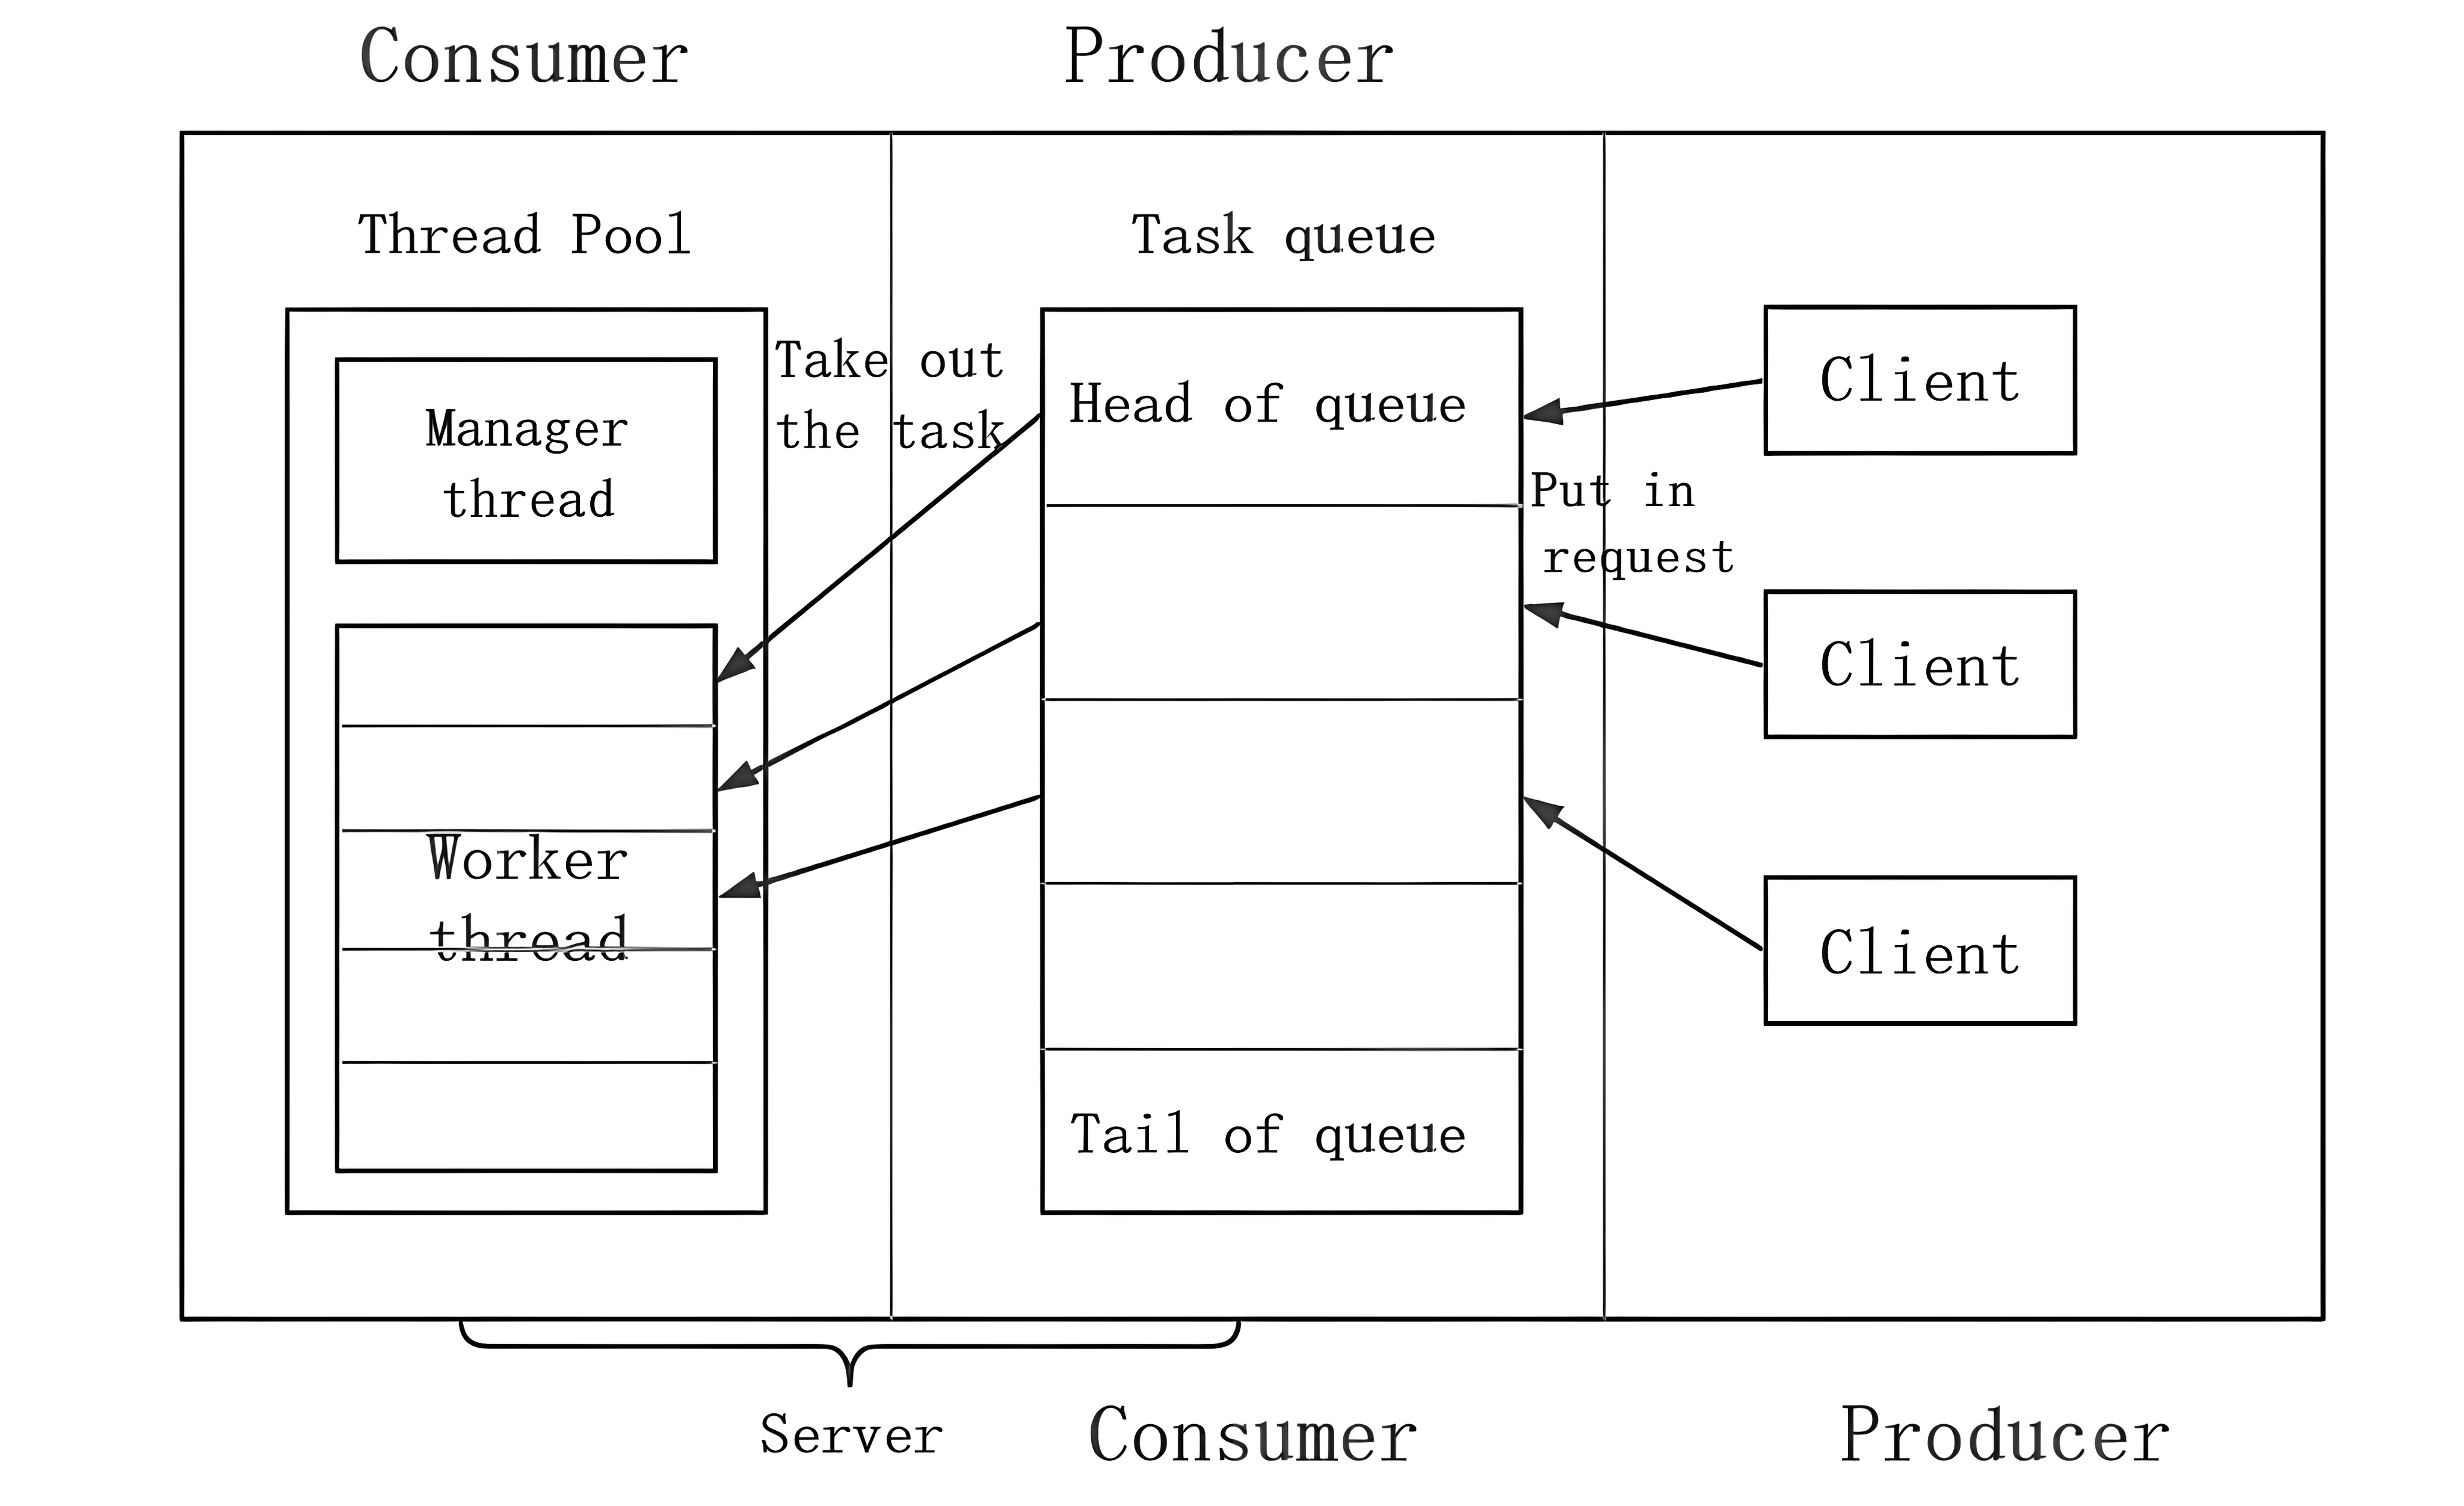 Consumer
Producer
Thread Pool
Task queue
Take out
the task
Manager
thread
Worker
thread
Head of queue
Tail of queue
Put in
request
Client
Client
Client
Server
Consumer
Producer